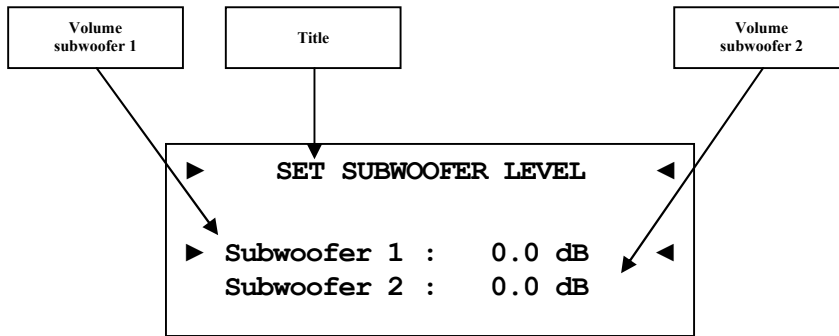 Volume
subwoofer 1
Title
Volume
subwoofer 2
► SET SUBWOOFER LEVEL ◄
► Subwoofer 1 : 0.0 dB ◄
Subwoofer 2 : 0.0 dB